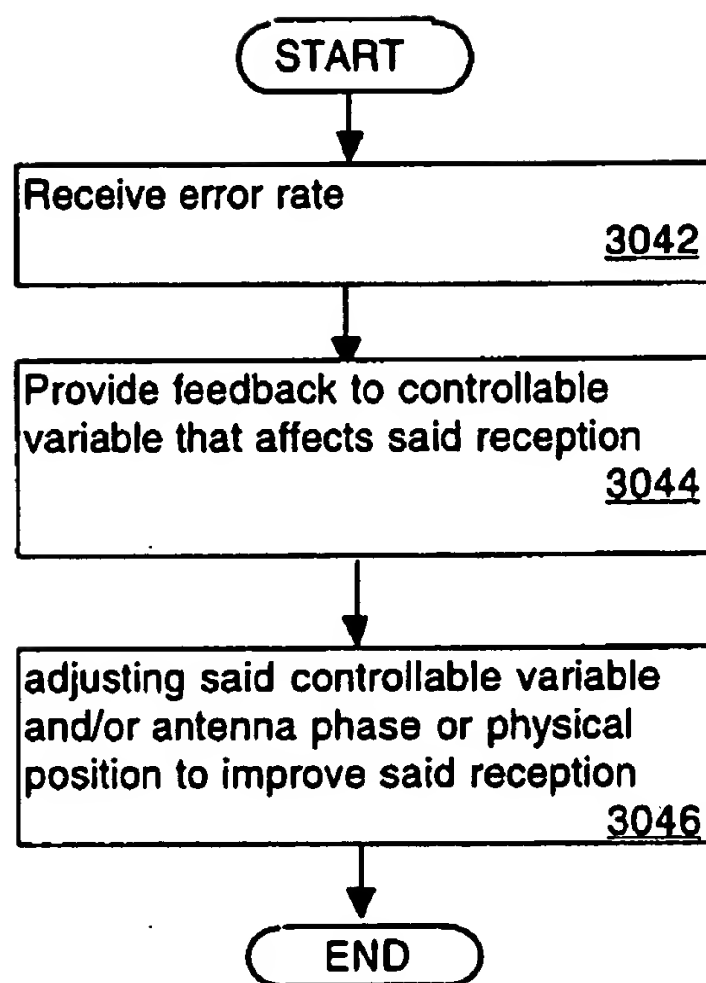 START
Receive error rate
3042
Provide feedback to controllable
variable that affects said reception
3044
adjusting said controllable variable
and/or antenna phase or physical
position to improve said reception
3046
END